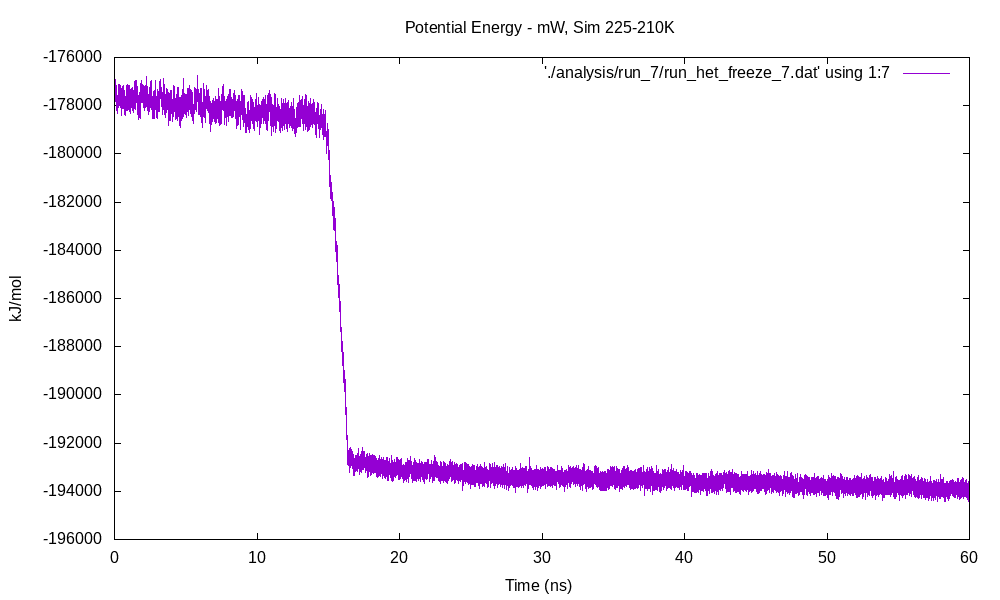 Potential Energy - mW, Sim 225-210K
'./analysis/run_7/run_het_freeze_7.dat' using 1:7
-176000
-178000
-180000
-182000
-184000
-186000
-188000
-190000
-192000
-194000
-196000
kJ/mol
0 10 20 30 40 50 60
Time (ns)